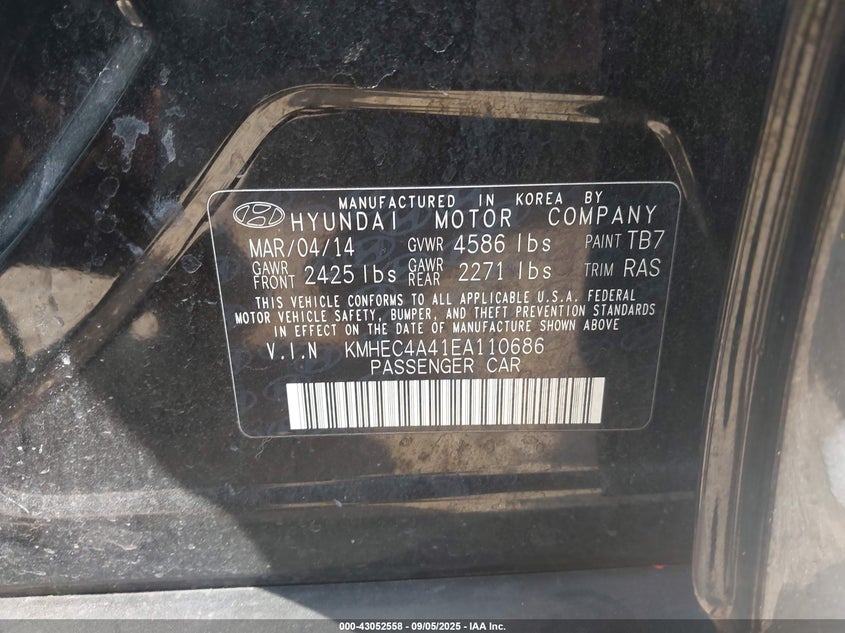 MANUFACTURED IN KOREA BY
HYUNDAI MOTOR COMPANY
MAR/04/14 GVWR 4586 lbs PAINT TB7
GAWR FRONT 2425 lbs GAWR REAR 2271 lbs TRIM RAS
THIS VEHICLE CONFORMS TO ALL APPLICABLE U.S.A. FEDERAL
MOTOR VEHICLE SAFETY, BUMPER, AND THEFT PREVENTION STANDARDS
IN EFFECT ON THE DATE OF MANUFACTURE SHOWN ABOVE
V.I.N KMHEC4A41EA110686
PASSENGER CAR
000-43052558 - 09/05/2025 - IAA Inc.